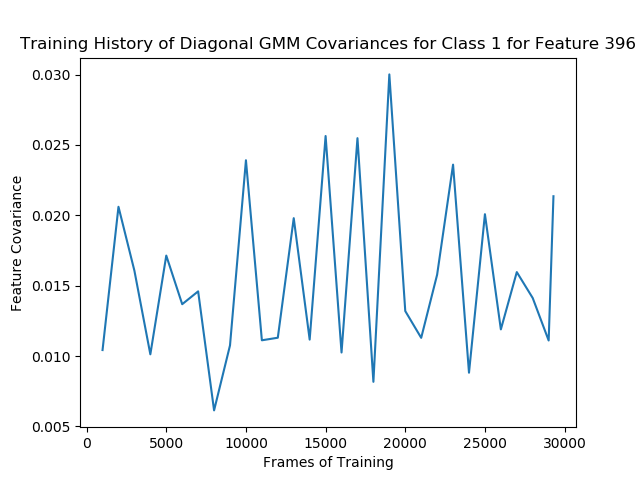 Training History of Diagonal GMM Covariances for Class 1 for Feature 396
0.030
0.025
0.020
0.015
0.010
0.005
Feature Covariance
0 5000 10000 15000 20000 25000 30000
Frames of Training